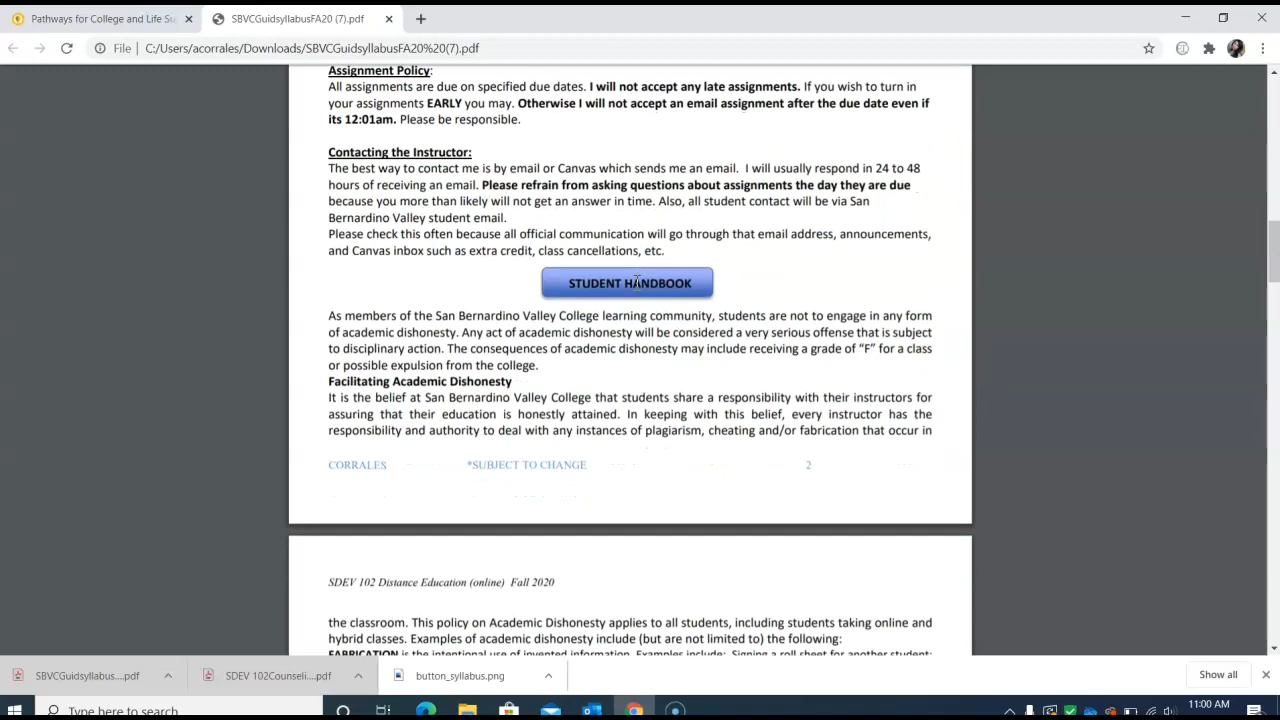 Pathways for College and Life Su
SBVCGuidsyllabusFA20 (7).pdf
File | C:/Users/acorrales/Downloads/SBVCGuidsyllabusFA20%20(7).pdf
Assignment Policy:
All assignments are due on specified due dates. I will not accept any late assignments. If you wish to turn in
your assignments EARLY you may. Otherwise I will not accept an email assignment after the due date even if
its 12:01am. Please be responsible.
Contacting the Instructor:
The best way to contact me is by email or Canvas which sends me an email. I will usually respond in 24 to 48
hours of receiving an email. Please refrain from asking questions about assignments the day they are due
because you more than likely will not get an answer in time. Also, all student contact will be via San
Bernardino Valley student email.
Please check this often because all official communication will go through that email address, announcements,
and Canvas inbox such as extra credit, class cancellations, etc.
STUDENT HANDBOOK
As members of the San Bernardino Valley College learning community, students are not to engage in any form
of academic dishonesty. Any act of academic dishonesty will be considered a very serious offense that is subject
to disciplinary action. The consequences of academic dishonesty may include receiving a grade of “F” for a class
or possible expulsion from the college.
Facilitating Academic Dishonesty
It is the belief at San Bernardino Valley College that students share a responsibility with their instructors for
assuring that their education is honestly attained. In keeping with this belief, every instructor has the
responsibility and authority to deal with any instances of plagiarism, cheating and/or fabrication that occur in
CORRALES *SUBJECT TO CHANGE 2
SDEV 102 Distance Education (online) Fall 2020
the classroom. This policy on Academic Dishonesty applies to all students, including students taking online and
hybrid classes. Examples of academic dishonesty include (but are not limited to) the following:
FABRICATION is the intentional use of invented information. Examples include: Signing a roll sheet for another student;
SBVCGuidsyllabus....pdf
SDEV 102Counseli....pdf
button_syllabus.png
Show all
Type here to search
11:00 AM